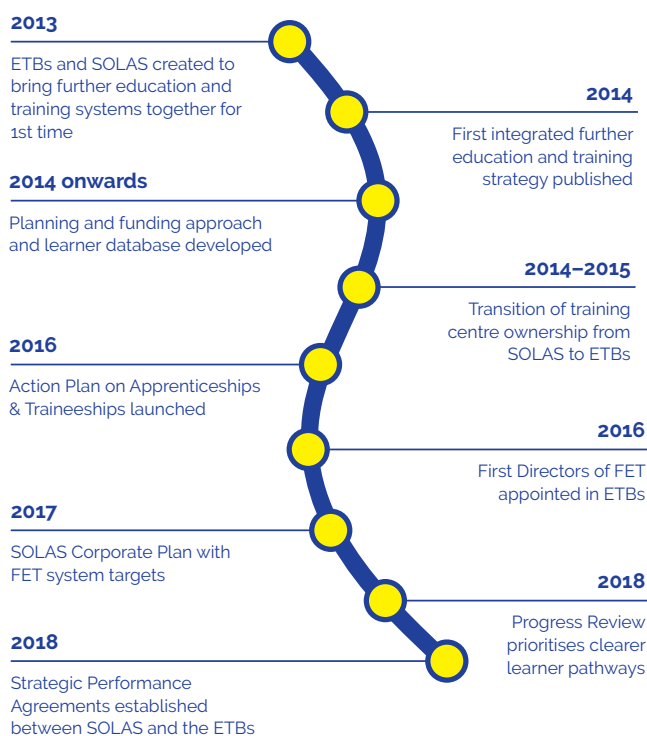 2013
ETBs and SOLAS created to
bring further education and
training systems together for
1st time
2014
First integrated further
education and training
strategy published
2014 onwards
Planning and funding approach
and learner database developed
2014–2015
Transition of training
centre ownership from
SOLAS to ETBs
2016
Action Plan on Apprenticeships
& Traineeships launched
2016
First Directors of FET
appointed in ETBs
2017
SOLAS Corporate Plan with
FET system targets
2018
Progress Review
prioritises clearer
learner pathways
2018
Strategic Performance
Agreements established
between SOLAS and the ETBs